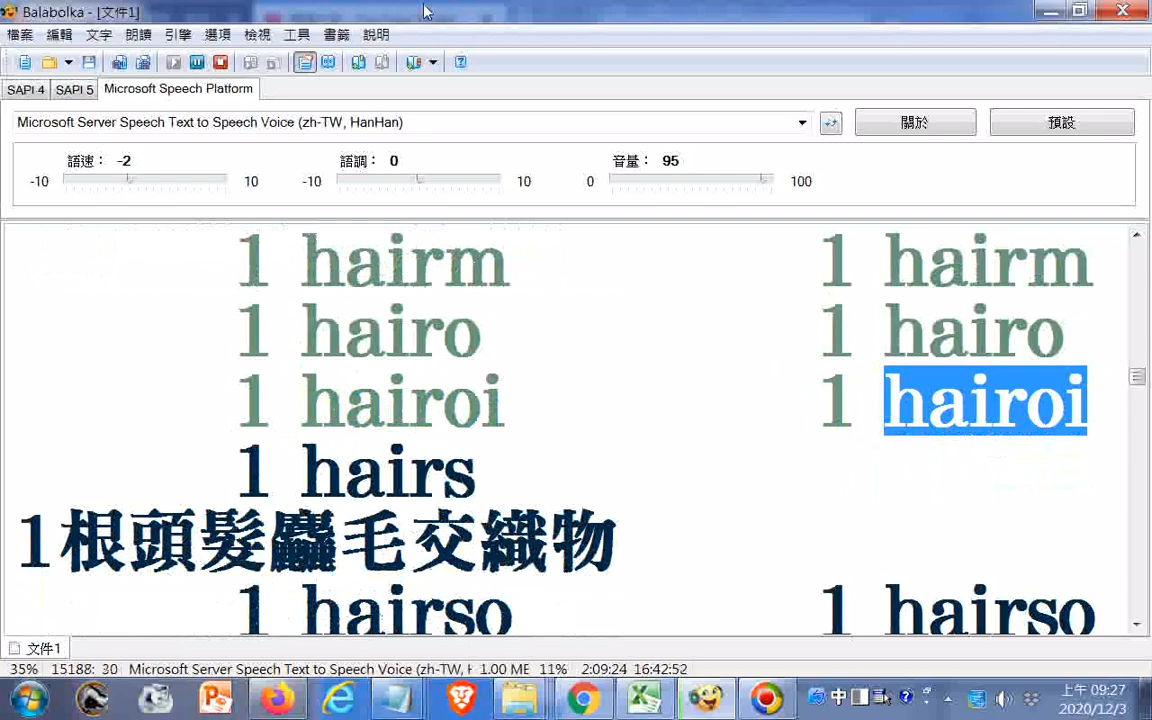 Balabolka - [文件1]
檔案 編輯 文字 朗讀 引擎 選項 檢視 工具 書籤 說明
SAPI 4 SAPI 5 Microsoft Speech Platform
Microsoft Server Speech Text to Speech Voice (zh-TW, HanHan) 關於 預設
語速： -2 語調： 0 音量： 95
-10 10 -10 10 0 100
1 hairm 1 hairm
1 hairo 1 hairo
1 hairoi 1 hairoi
1 hairs
1根頭髮麤毛交織物
1 hairso 1 hairso
文件1
35% 15188: 30 Microsoft Server Speech Text to Speech Voice (zh-TW, 1.00 ME 11% 2:09:24 16:42:52
中 上午 09:27
2020/12/3